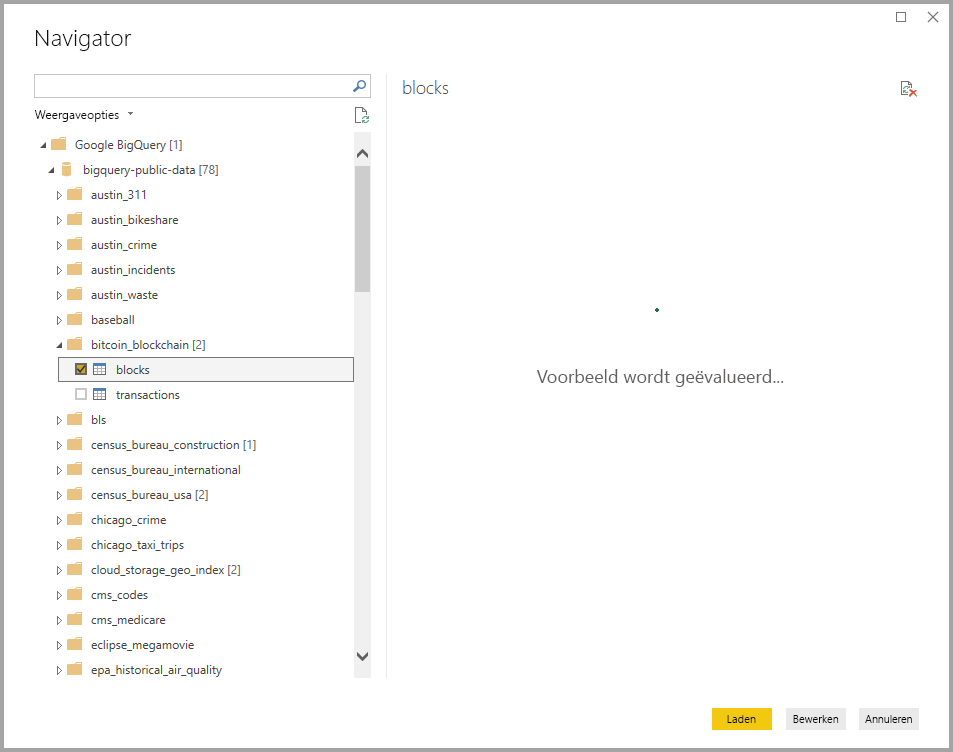 Navigator
Weergaveopties
Google BigQuery [1]
bigquery-public-data [78]
austin_311
austin_bikeshare
austin_crime
austin_incidents
austin_waste
baseball
bitcoin_blockchain [2]
blocks
transactions
bls
census_bureau_construction [1]
census_bureau_international
census_bureau_usa [2]
chicago_crime
chicago_taxi_trips
cloud_storage_geo_index [2]
cms_codes
cms_medicare
eclipse_megamovie
epa_historical_air_quality
blocks
Voorbeeld wordt geëvalueerd...
Laden
Bewerken
Annuleren